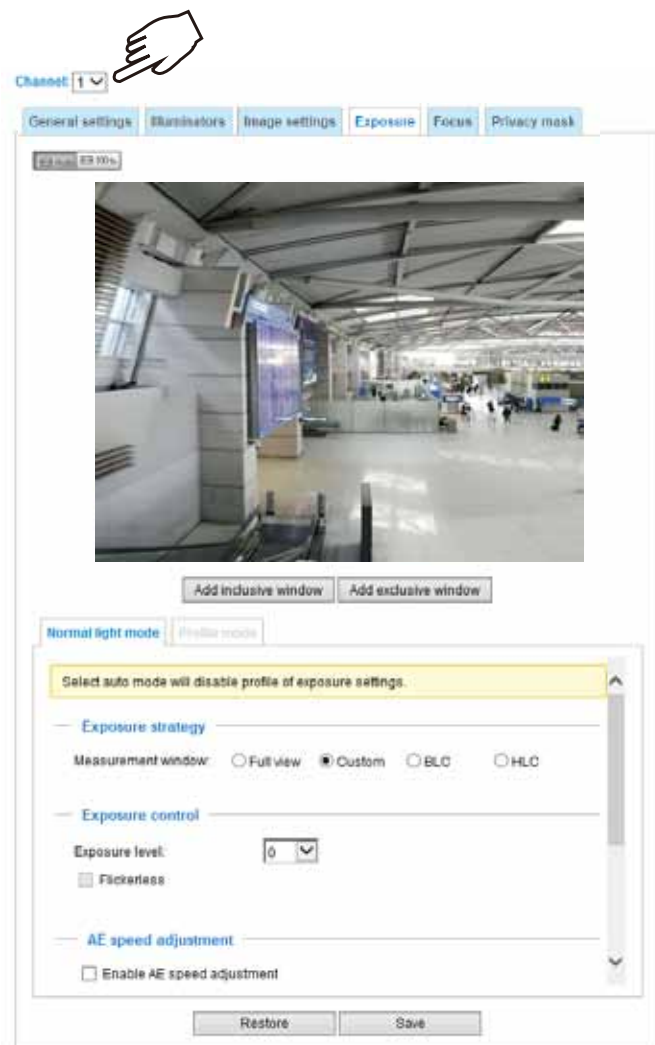 Channel: 1
General settings Illuminators Image settings Exposure Focus Privacy mask
100%
Add inclusive window Add exclusive window
Normal light mode Profile mode
Select auto mode will disable profile of exposure settings.
Exposure strategy
Measurement window: Full view Custom BLC HLC
Exposure control
Exposure level: 0
Flickerless
AE speed adjustment
Enable AE speed adjustment
Restore Save